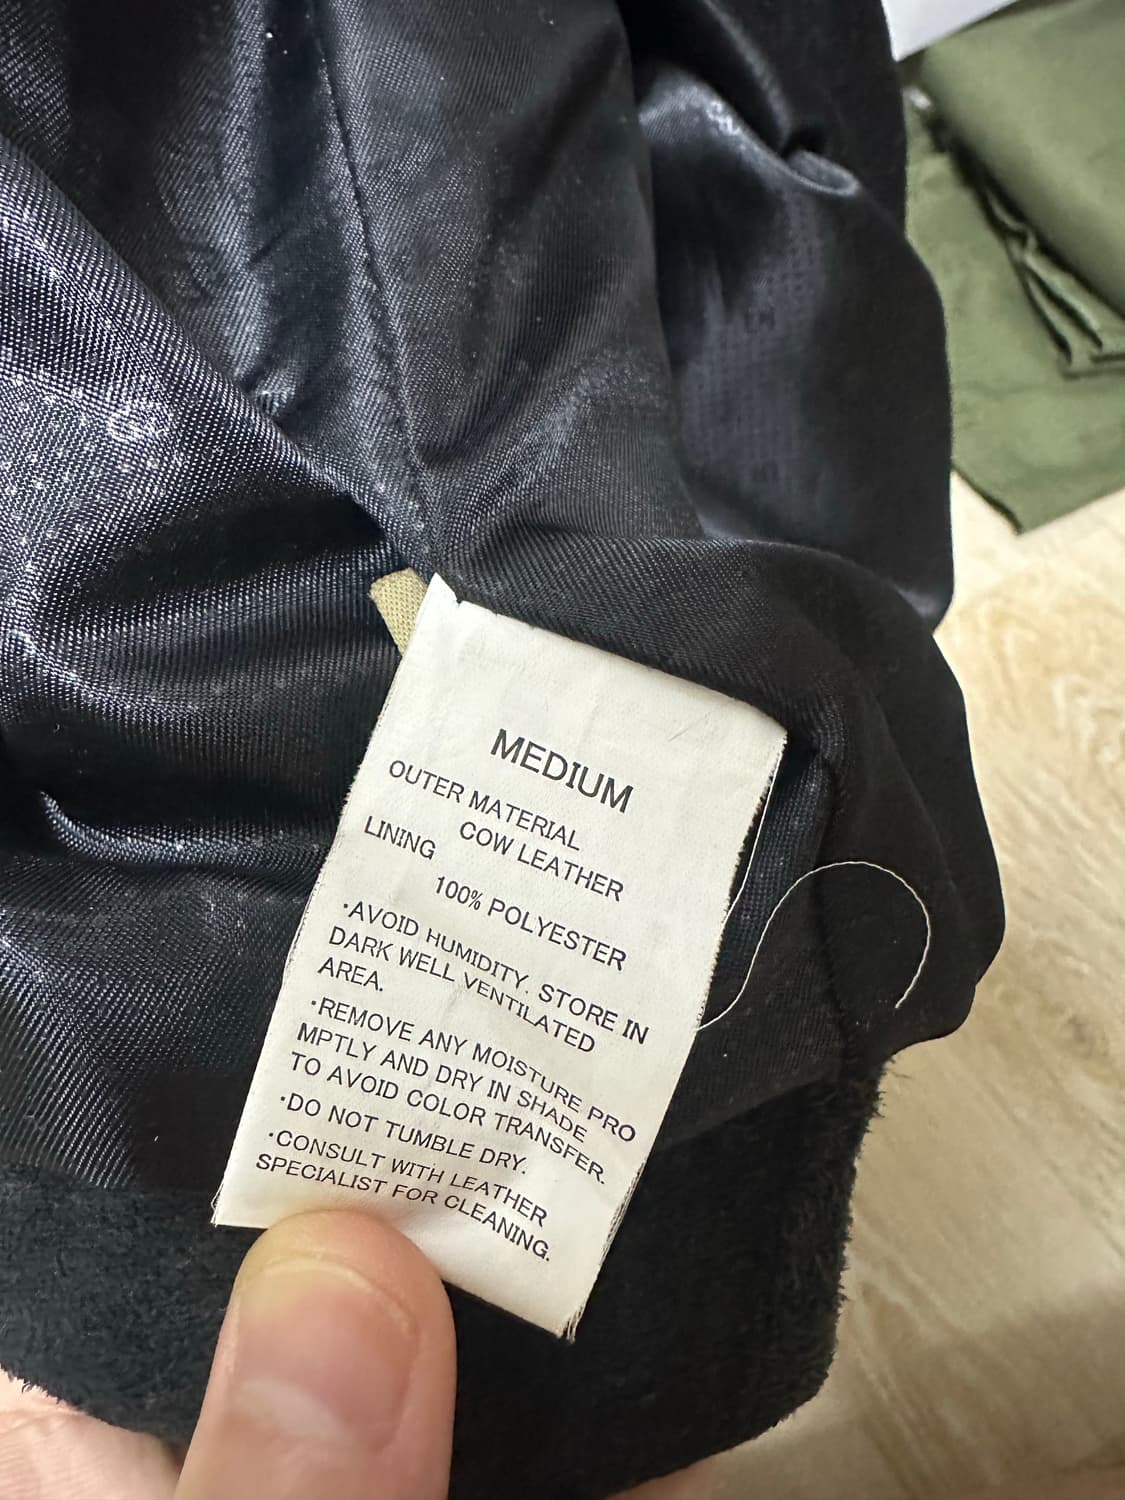 MEDIUM
OUTER MATERIAL
COW LEATHER
LINING
100% POLYESTER
·AVOID HUMIDITY. STORE IN
DARK WELL VENTILATED
AREA.
·REMOVE ANY MOISTURE PRO
MPTLY AND DRY IN SHADE
TO AVOID COLOR TRANSFER.
·DO NOT TUMBLE DRY.
·CONSULT WITH LEATHER
SPECIALIST FOR CLEANING.